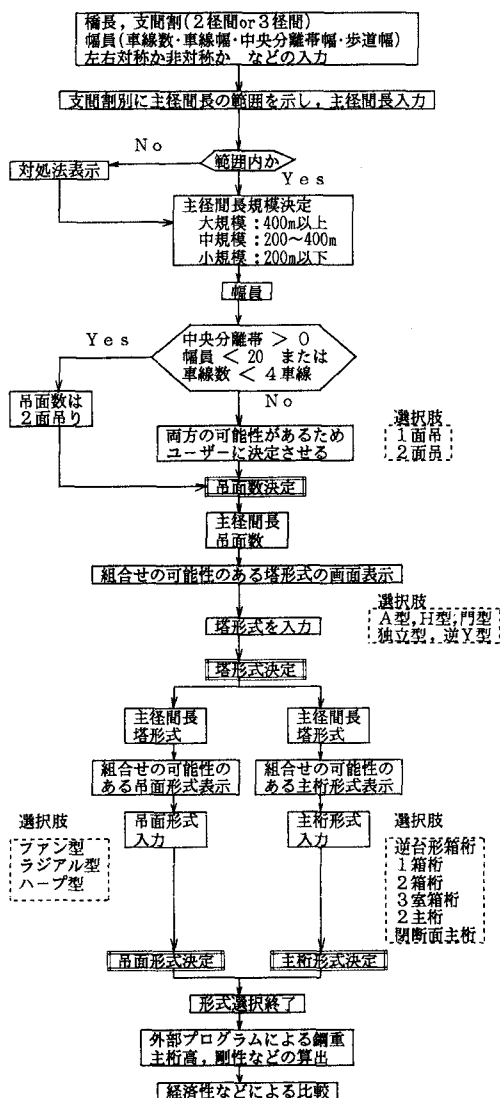 橋長，支間割(２径間or３径間)
幅員(車線数･車線幅･中央分離帯幅･歩道幅)
左右対称か非対称か　などの入力
支間割別に主径間長の範囲を示し，主径間長入力
No
範囲内か
対処法表示
Yes
主径間長規模決定
大規模：400m以上
中規模：200～400m
小規模：200m以下
幅員
Yes
中央分離帯 ＞ 0
幅員 ＜ 20　または
車線数 ＜ 4車線
吊面数は
２面吊り
No
両方の可能性があるため
ユーザーに決定させる
選択肢
１面吊
２面吊
吊面数決定
主径間長
吊面数
組合せの可能性のある塔形式の画面表示
選択肢
A型，H型，門型
独立型，逆Y型
塔形式を入力
塔形式決定
主径間長
塔形式
主径間長
塔形式
組合せの可能性の
ある吊面形式表示
組合せの可能性の
ある主桁形式表示
選択肢
ファン型
ラジアル型
ハープ型
吊面形式
入力
主桁形式
入力
選択肢
逆台形箱桁
１箱桁
２箱桁
３室箱桁
２主桁
開断面主桁
吊面形式決定
主桁形式決定
形式選択終了
外部プログラムによる鋼重
主桁高，剛性などの算出
経済性などによる比較